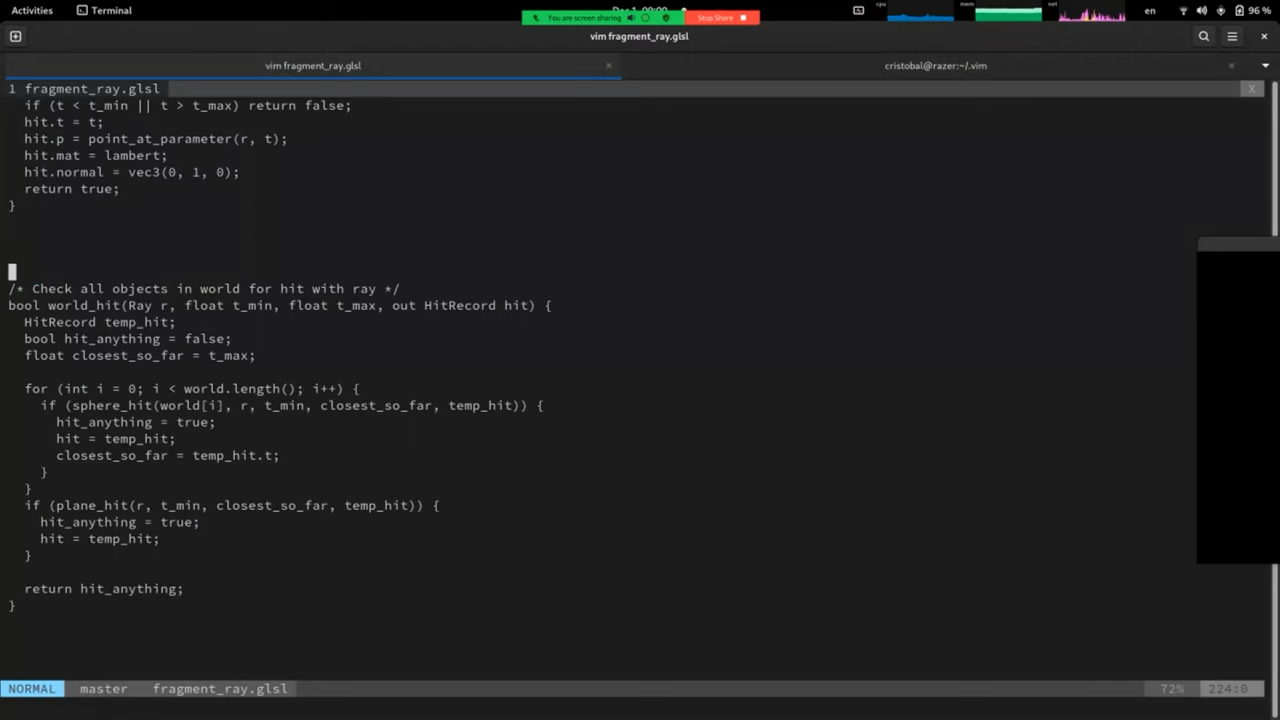 Activities
Terminal
You are screen sharing
Stop Share
cpu
mem
net
en
96 %
vim fragment_ray.glsl
vim fragment_ray.glsl
×
cristobal@razer:~/.vim
×
1 fragment_ray.glsl
X
if (t < t_min || t > t_max) return false;
hit.t = t;
hit.p = point_at_parameter(r, t);
hit.mat = lambert;
hit.normal = vec3(0, 1, 0);
return true;
}
/* Check all objects in world for hit with ray */
bool world_hit(Ray r, float t_min, float t_max, out HitRecord hit) {
HitRecord temp_hit;
bool hit_anything = false;
float closest_so_far = t_max;
for (int i = 0; i < world.length(); i++) {
if (sphere_hit(world[i], r, t_min, closest_so_far, temp_hit)) {
hit_anything = true;
hit = temp_hit;
closest_so_far = temp_hit.t;
}
}
if (plane_hit(r, t_min, closest_so_far, temp_hit)) {
hit_anything = true;
hit = temp_hit;
}
return hit_anything;
}
NORMAL
master
fragment_ray.glsl
72%
224:0